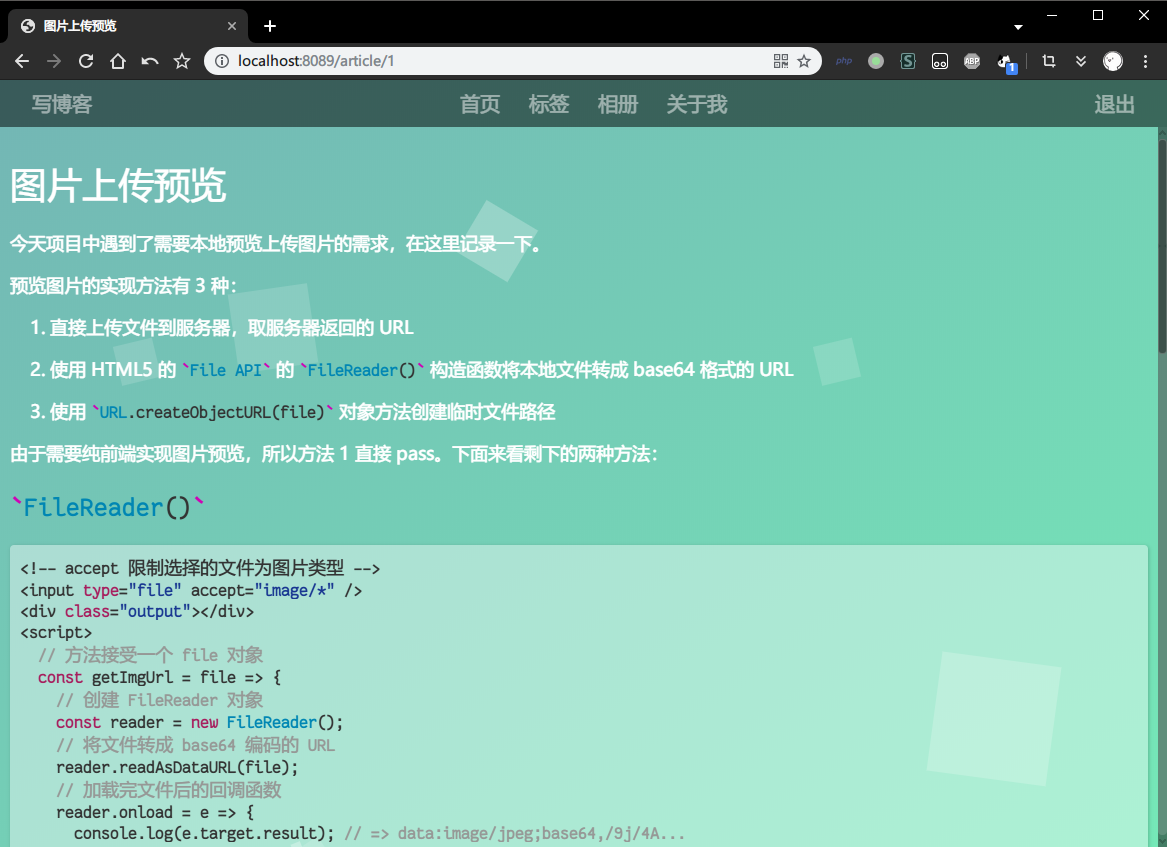 图片上传预览
localhost:8089/article/1
php
S
ABP
1
写博客 首页 标签 相册 关于我 退出
图片上传预览
今天项目中遇到了需要本地预览上传图片的需求，在这里记录一下。
预览图片的实现方法有 3 种：
1. 直接上传文件到服务器，取服务器返回的 URL
2. 使用 HTML5 的 `File API` 的 `FileReader()` 构造函数将本地文件转成 base64 格式的 URL
3. 使用 `URL.createObjectURL(file)` 对象方法创建临时文件路径
由于需要纯前端实现图片预览，所以方法 1 直接 pass。下面来看剩下的两种方法：
`FileReader()`
<!-- accept 限制选择的文件为图片类型 -->
<input type="file" accept="image/*" />
<div class="output"></div>
<script>
// 方法接受一个 file 对象
const getImgUrl = file => {
// 创建 FileReader 对象
const reader = new FileReader();
// 将文件转成 base64 编码的 URL
reader.readAsDataURL(file);
// 加载完文件后的回调函数
reader.onload = e => {
console.log(e.target.result); // => data:image/jpeg;base64,/9j/4A...